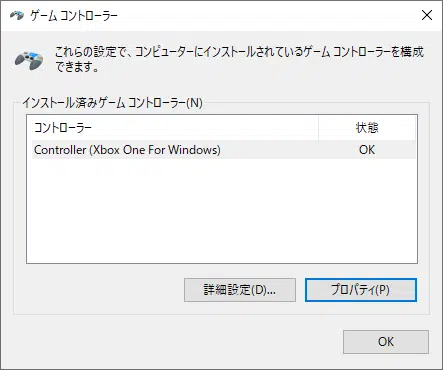 ゲーム コントローラー
これらの設定で、コンピューターにインストールされているゲーム コントローラーを構成
できます。
インストール済みゲーム コントローラー(N)
コントローラー 状態
Controller (Xbox One For Windows) OK
詳細設定(D)... プロパティ(P)
OK